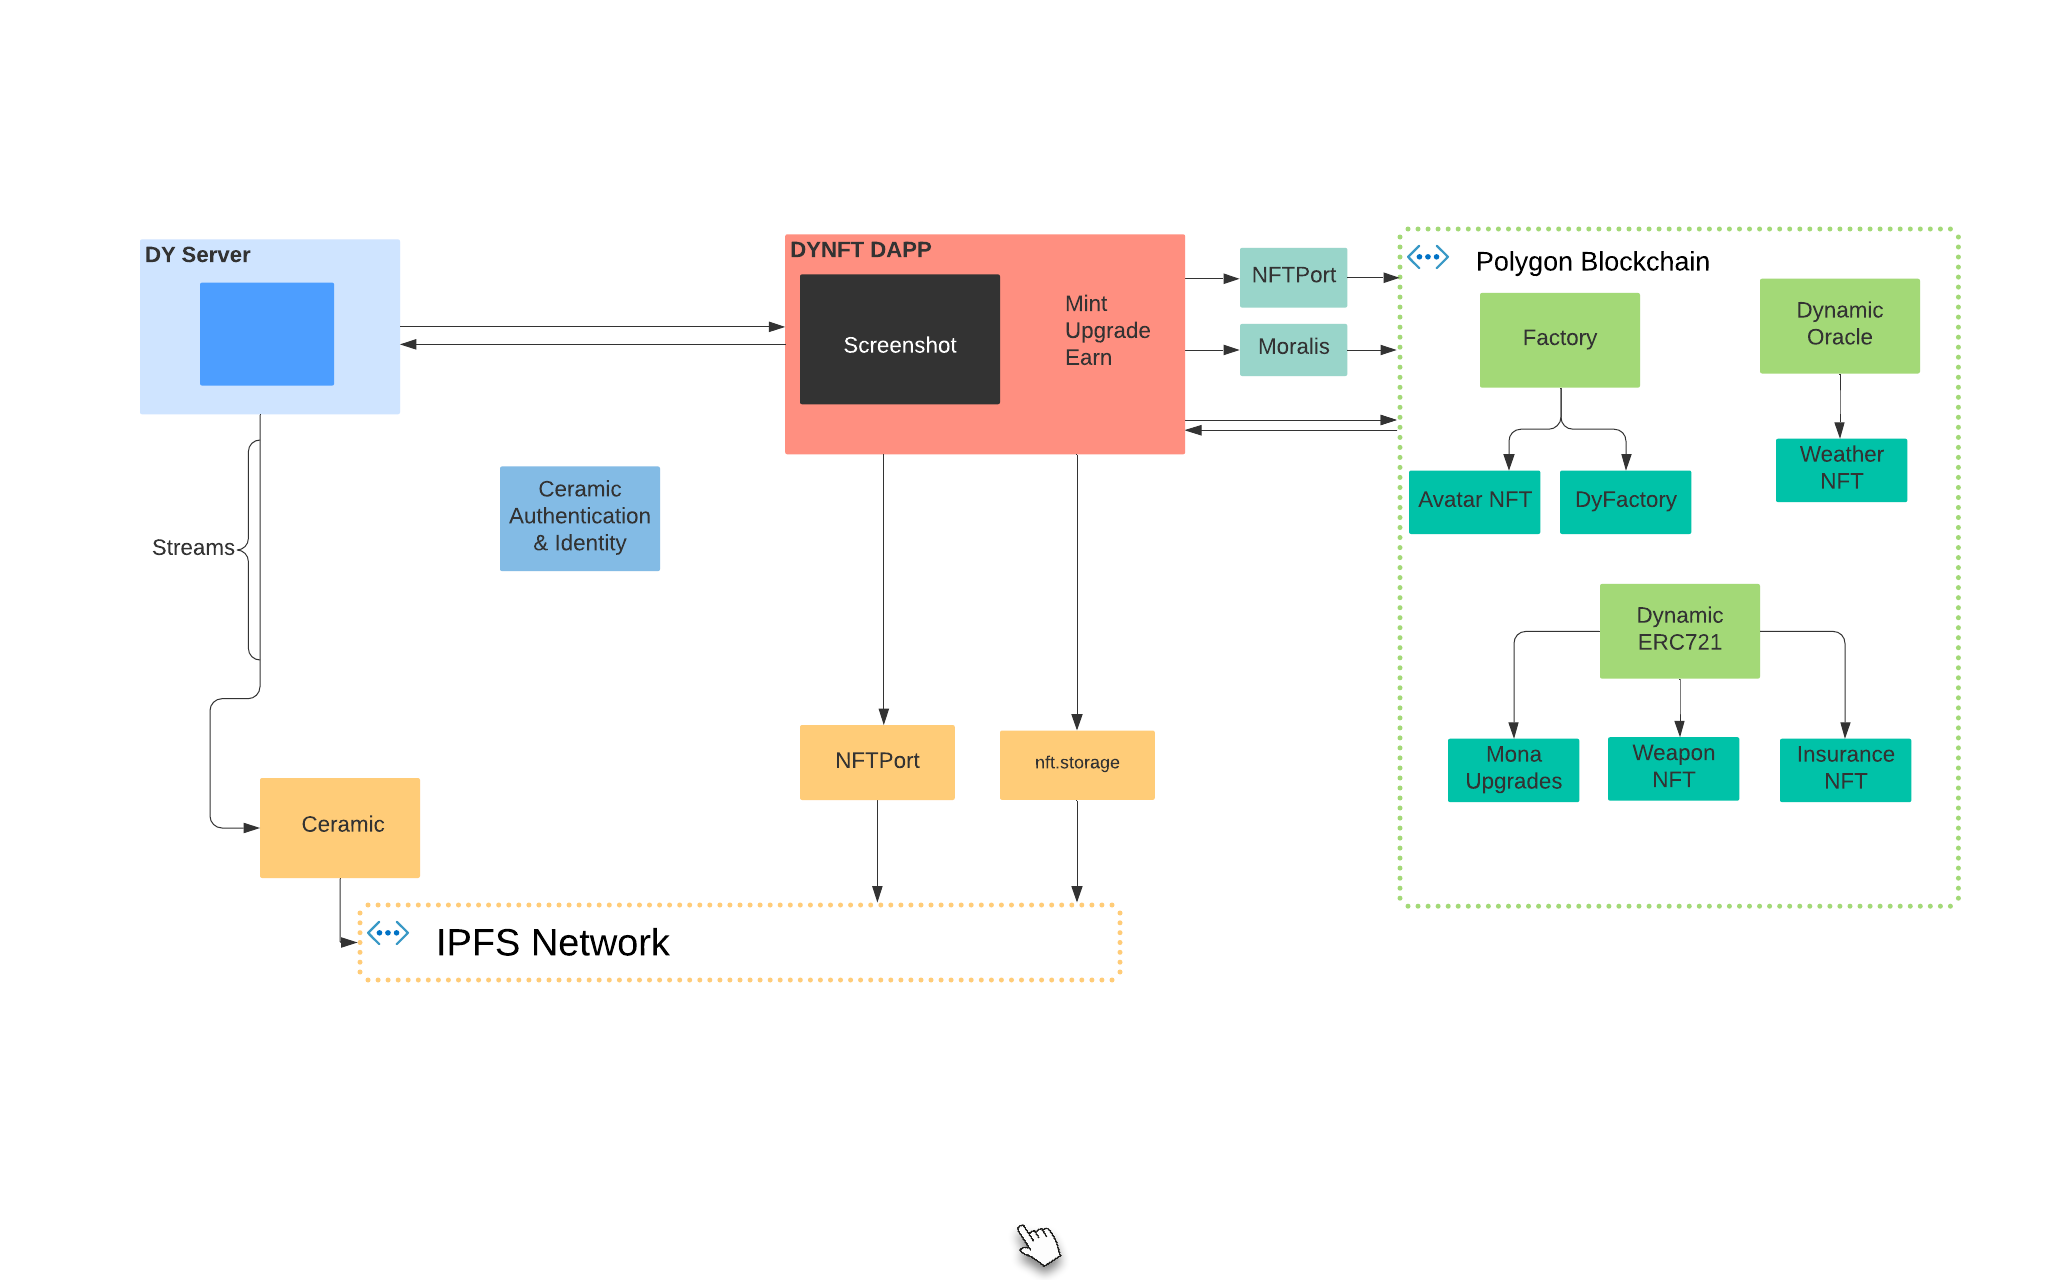 DY Server
DYNFT DAPP
Screenshot
Mint
Upgrade
Earn
NFTPort
Moralis
Polygon Blockchain
Factory
Dynamic
Oracle
Avatar NFT
DyFactory
Weather
NFT
Ceramic
Authentication
& Identity
Streams
Dynamic
ERC721
Mona
Upgrades
Weapon
NFT
Insurance
NFT
NFTPort
nft.storage
Ceramic
IPFS Network